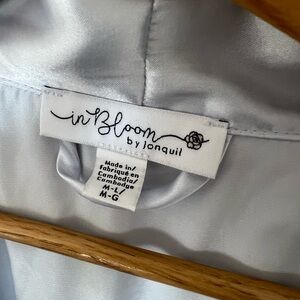 in Bloom
by Jonquil
Made in/
Fabriqué en
Cambodia/
Cambodge
M-L/
M-G